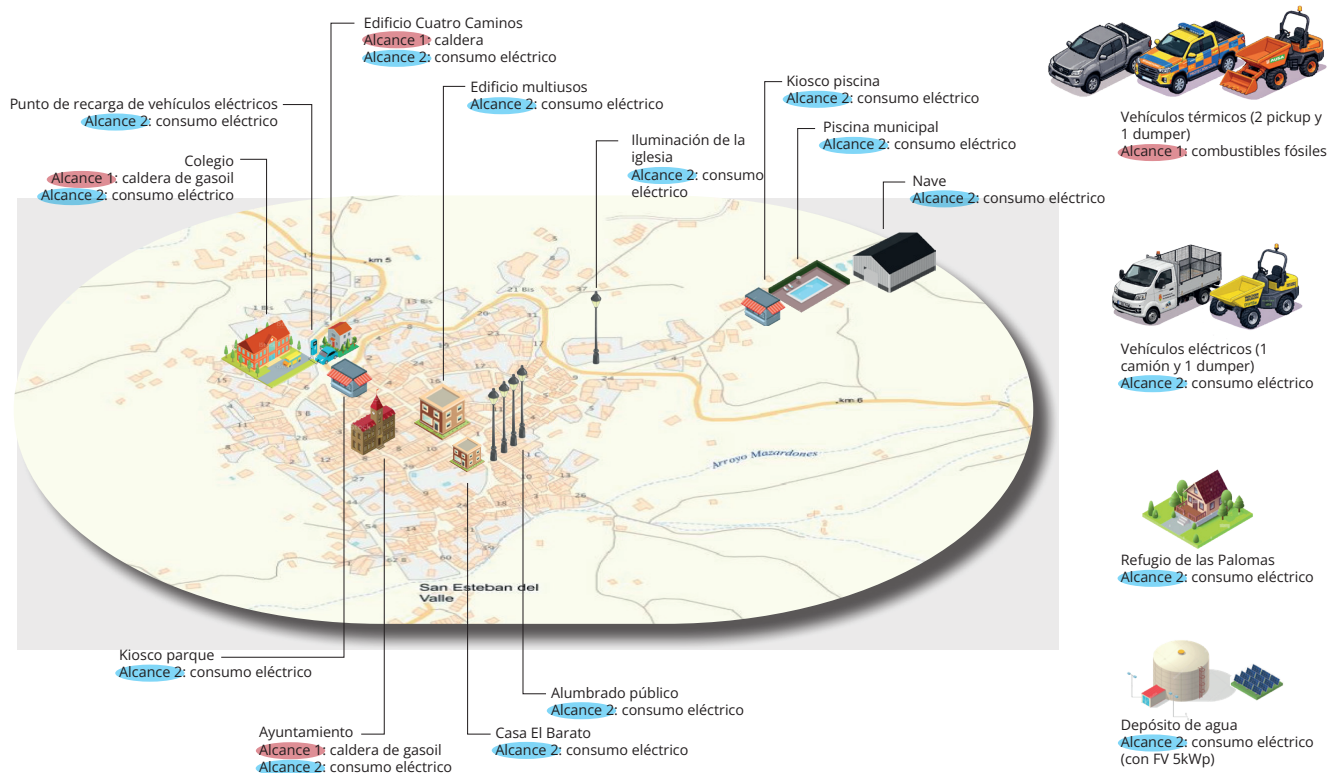 Edificio Cuatro Caminos
Alcance 1: caldera
Alcance 2: consumo eléctrico
Edificio multiusos
Alcance 2: consumo eléctrico
Punto de recarga de vehículos eléctricos
Alcance 2: consumo eléctrico
Colegio
Alcance 1: caldera de gasoil
Alcance 2: consumo eléctrico
Iluminación de la
iglesia
Alcance 2: consumo
eléctrico
Kiosco piscina
Alcance 2: consumo eléctrico
Piscina municipal
Alcance 2: consumo eléctrico
Nave
Alcance 2: consumo eléctrico
Vehículos térmicos (2 pickup y
1 dumper)
Alcance 1: combustibles fósiles
Vehículos eléctricos (1
camión y 1 dumper)
Alcance 2: consumo eléctrico
Refugio de las Palomas
Alcance 2: consumo eléctrico
Depósito de agua
Alcance 2: consumo eléctrico
(con FV 5kWp)
km 5
21 Bis
km 6
Arroyo Mazardones
San Esteban del
Valle
Kiosco parque
Alcance 2: consumo eléctrico
Ayuntamiento
Alcance 1: caldera de gasoil
Alcance 2: consumo eléctrico
Casa El Barato
Alcance 2: consumo eléctrico
Alumbrado público
Alcance 2: consumo eléctrico